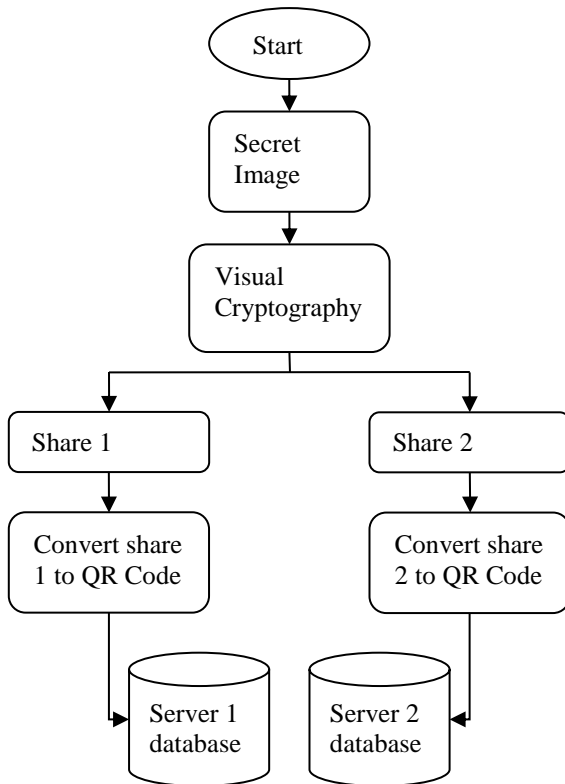 Start
Secret
Image
Visual
Cryptography
Share 1
Share 2
Convert share
1 to QR Code
Convert share
2 to QR Code
Server 1
database
Server 2
database